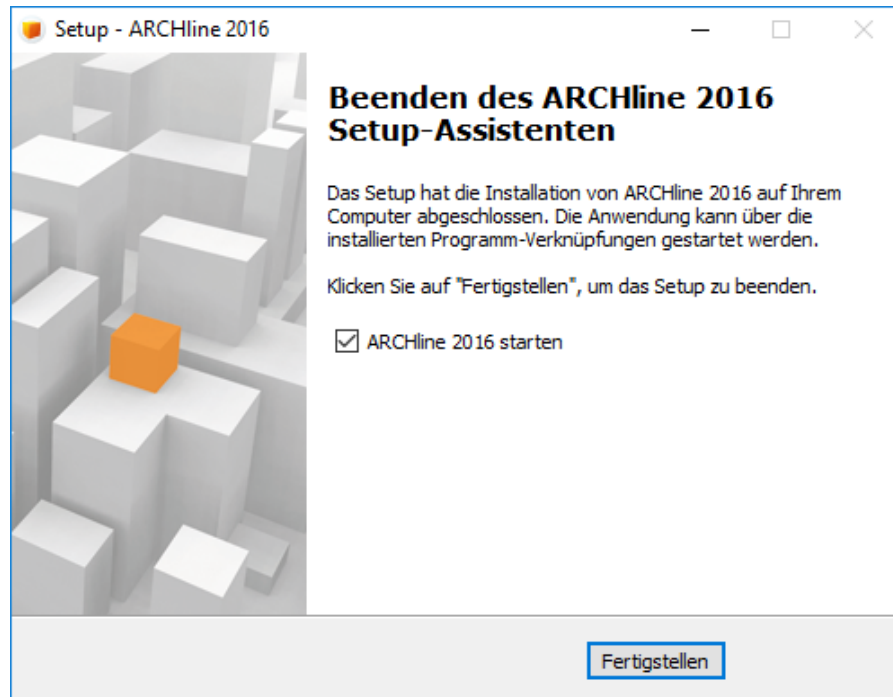 Setup - ARCHline 2016
Beenden des ARCHline 2016
Setup-Assistenten
Das Setup hat die Installation von ARCHline 2016 auf Ihrem
Computer abgeschlossen. Die Anwendung kann über die
installierten Programm-Verknüpfungen gestartet werden.
Klicken Sie auf "Fertigstellen", um das Setup zu beenden.
ARCHline 2016 starten
Fertigstellen